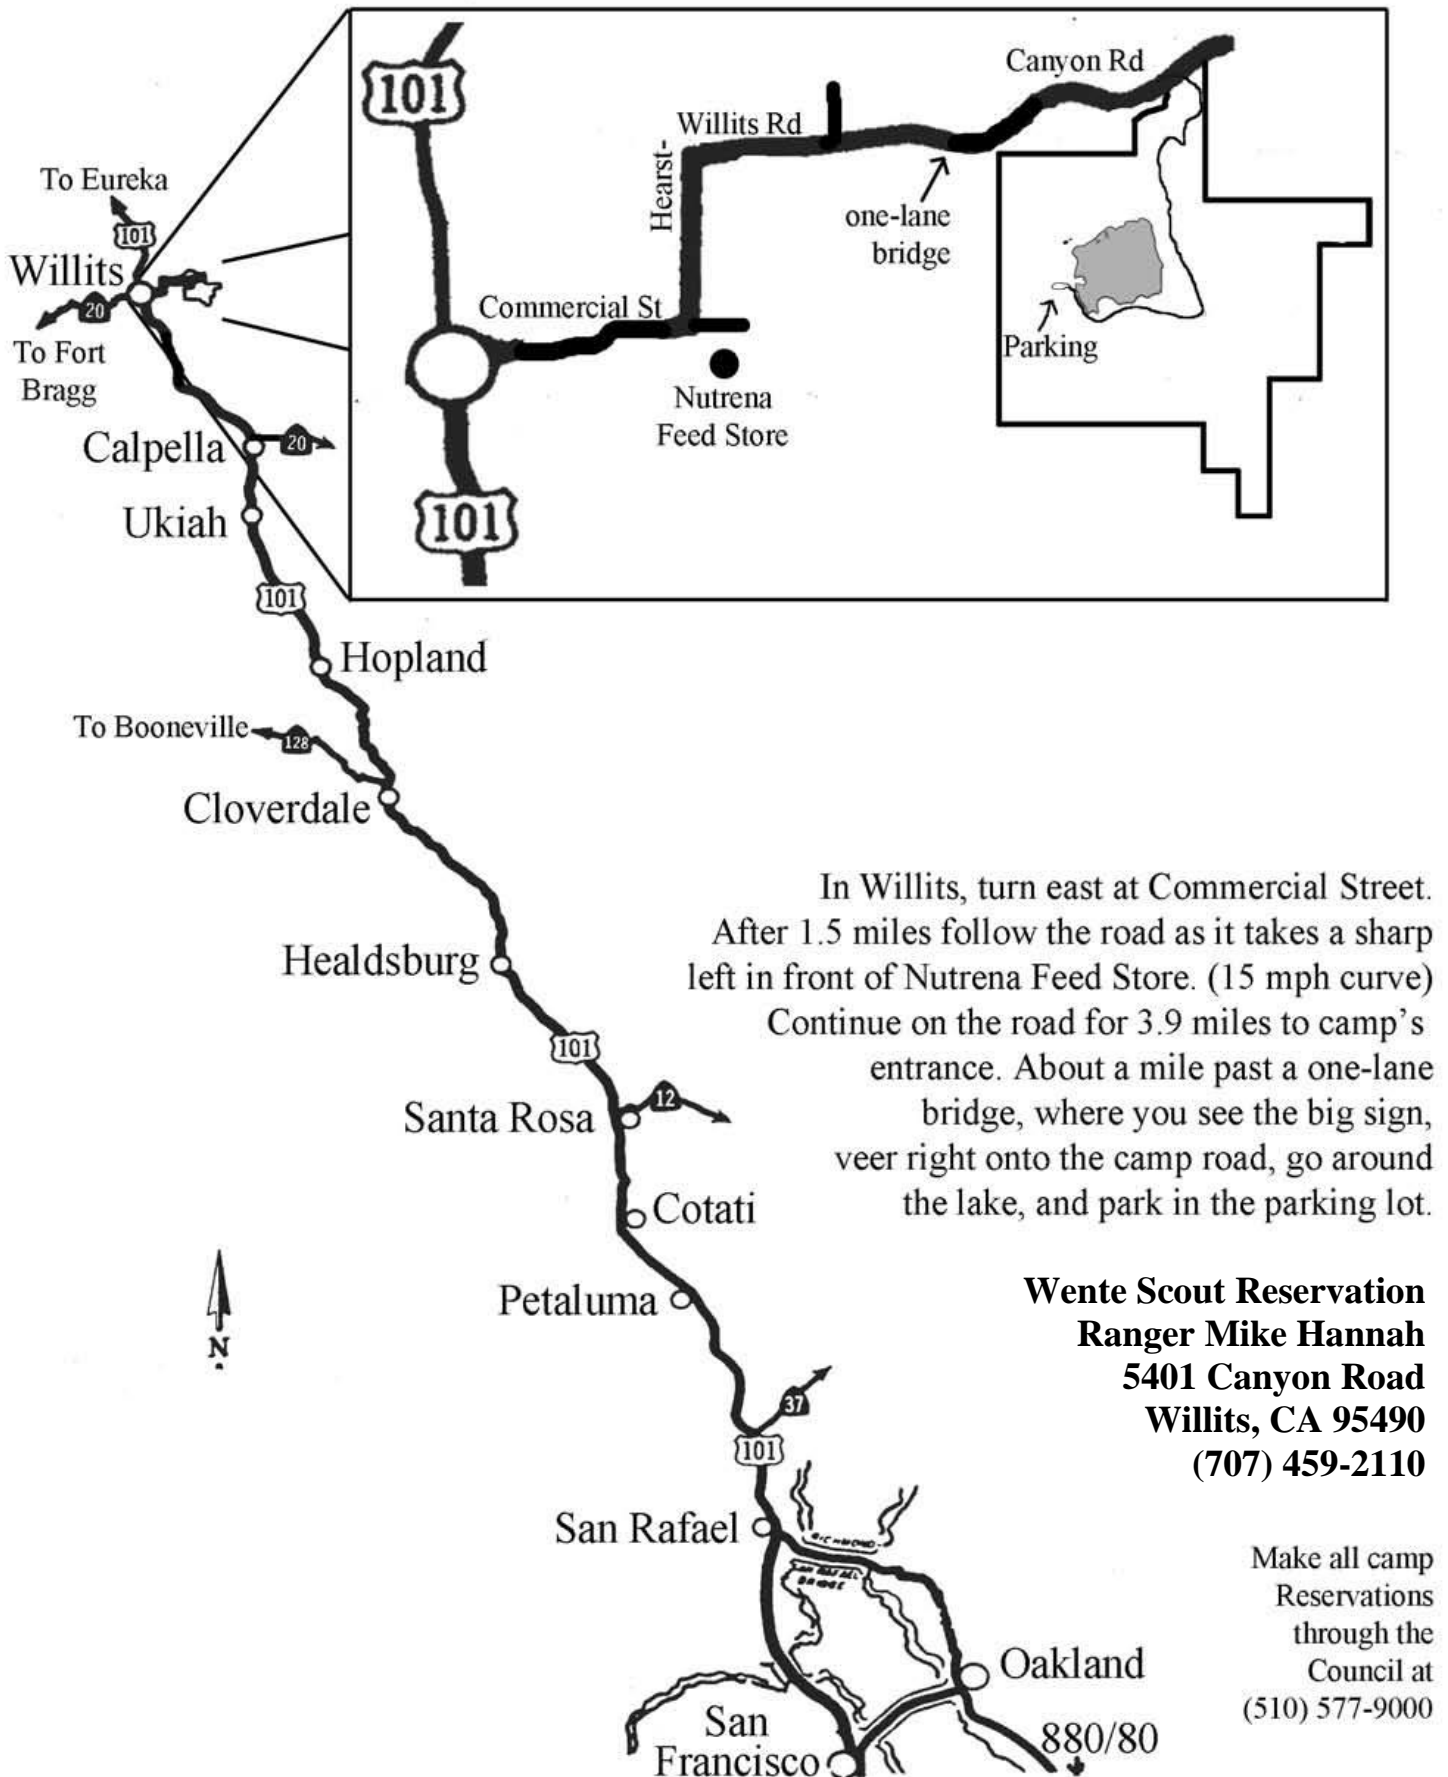 101
Canyon Rd
Willits Rd
Hearst-
one-lane
bridge
Commercial St
Parking
Nutrena
Feed Store
101
To Eureka
101
Willits
20
To Fort
Bragg
Calpella
20
Ukiah
101
Hopland
To Booneville
128
Cloverdale
In Willits, turn east at Commercial Street.
After 1.5 miles follow the road as it takes a sharp
left in front of Nutrena Feed Store. (15 mph curve)
Continue on the road for 3.9 miles to camp's
entrance. About a mile past a one-lane
bridge, where you see the big sign,
veer right onto the camp road, go around
the lake, and park in the parking lot.
Healdsburg
101
Santa Rosa
12
Cotati
Petaluma
N
Wente Scout Reservation
Ranger Mike Hannah
5401 Canyon Road
Willits, CA 95490
(707) 459-2110
37
101
San Rafael
RICHMOND
SAN RAFAEL
BRIDGE
Make all camp
Reservations
through the
Council at
(510) 577-9000
Oakland
San
Francisco
880/80